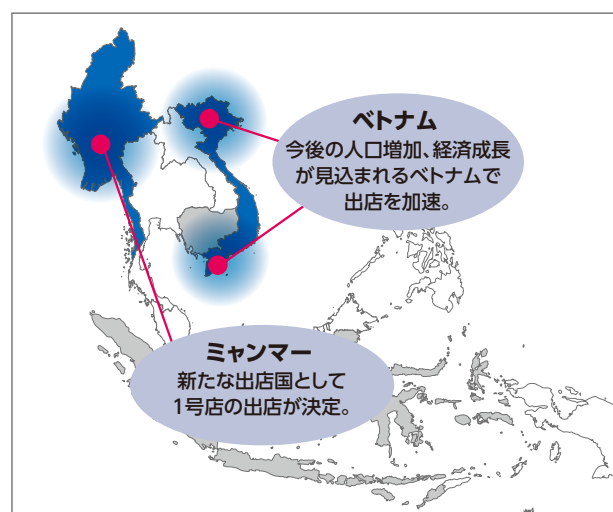 ベトナム
今後の人口増加、経済成長
が見込まれるベトナムで
出店を加速。
ミャンマー
新たな出店国として
1号店の出店が決定。